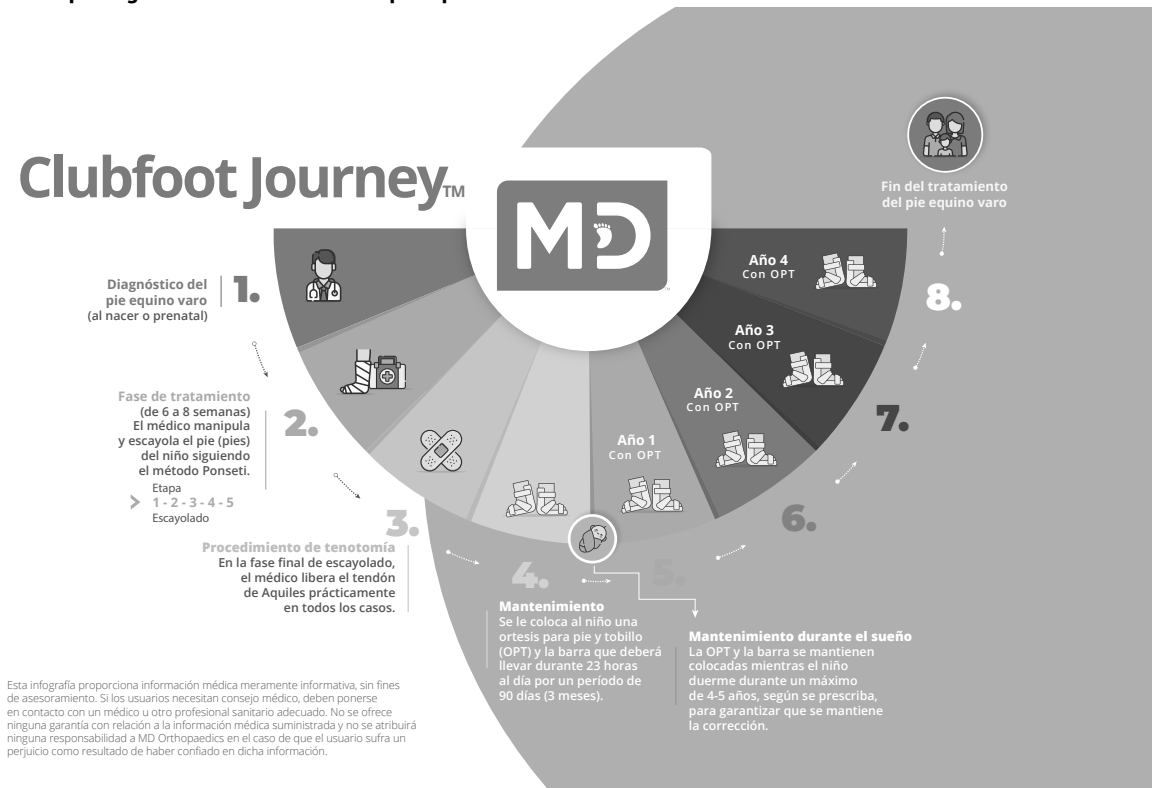 Clubfoot Journey TM
MD
Fin del tratamiento
del pie equino varo
1.
Diagnóstico del
pie equino varo
(al nacer o prenatal)
2.
Fase de tratamiento
(de 6 a 8 semanas)
El médico manipula
y escayola el pie (pies)
del niño siguiendo
el método Ponseti.
Etapa
1 - 2 - 3 - 4 - 5
Escayolado
3.
Procedimiento de tenotomía
En la fase final de escayolado,
el médico libera el tendón
de Aquiles prácticamente
en todos los casos.
4.
Mantenimiento
Se le coloca al niño una
ortesis para pie y tobillo
(OPT) y la barra que deberá
llevar durante 23 horas
al día por un período de
90 días (3 meses).
5.
Mantenimiento durante el sueño
La OPT y la barra se mantienen
colocadas mientras el niño
duerme durante un máximo
de 4-5 años, según se prescriba,
para garantizar que se mantiene
la corrección.
Año 1
Con OPT
6.
Año 2
Con OPT
7.
Año 3
Con OPT
8.
Año 4
Con OPT
Esta infografía proporciona información médica meramente informativa, sin fines
de asesoramiento. Si los usuarios necesitan consejo médico, deben ponerse
en contacto con un médico u otro profesional sanitario adecuado. No se ofrece
ninguna garantía con relación a la información médica suministrada y no se atribuirá
ninguna responsabilidad a MD Orthopaedics en el caso de que el usuario sufra un
perjuicio como resultado de haber confiado en dicha información.